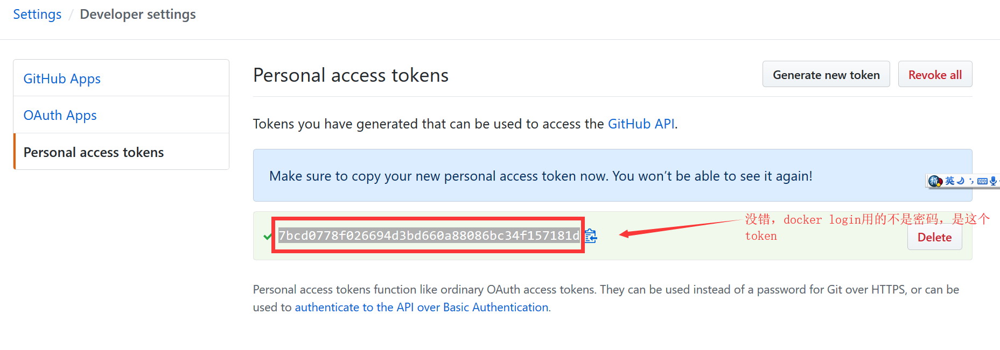 Settings / Developer settings
GitHub Apps
OAuth Apps
Personal access tokens
Personal access tokens
Generate new token
Revoke all
Tokens you have generated that can be used to access the GitHub API.
Make sure to copy your new personal access token now. You won't be able to see it again!
英
7bcd0778f026694d3bd660a88086bc34f157181d
没错，docker login用的不是密码，是这个
token
Delete
Personal access tokens function like ordinary OAuth access tokens. They can be used instead of a password for Git over HTTPS, or can be
used to authenticate to the API over Basic Authentication.